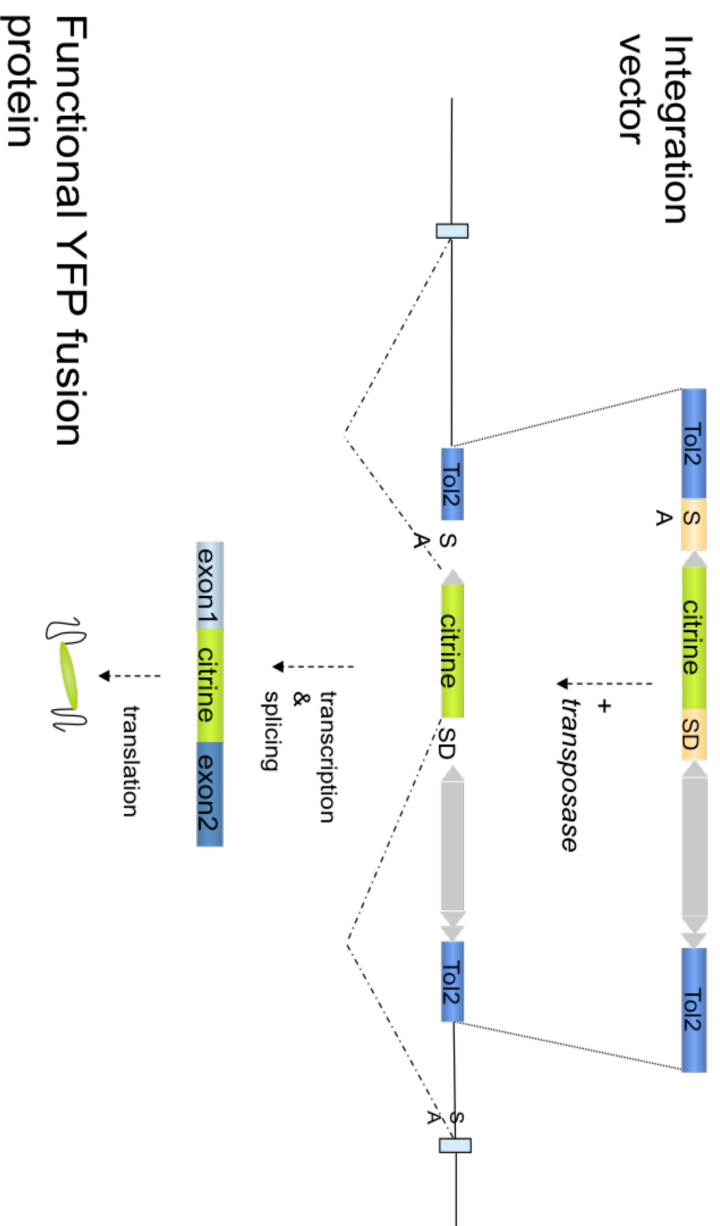 Integration
vector
Tol2
S
A
citrine
SD
Tol2
+
transposase
Tol2
S
A
citrine
SD
Tol2
S
A
transcription
&
splicing
exon1
citrine
exon2
translation
Functional YFP fusion
protein